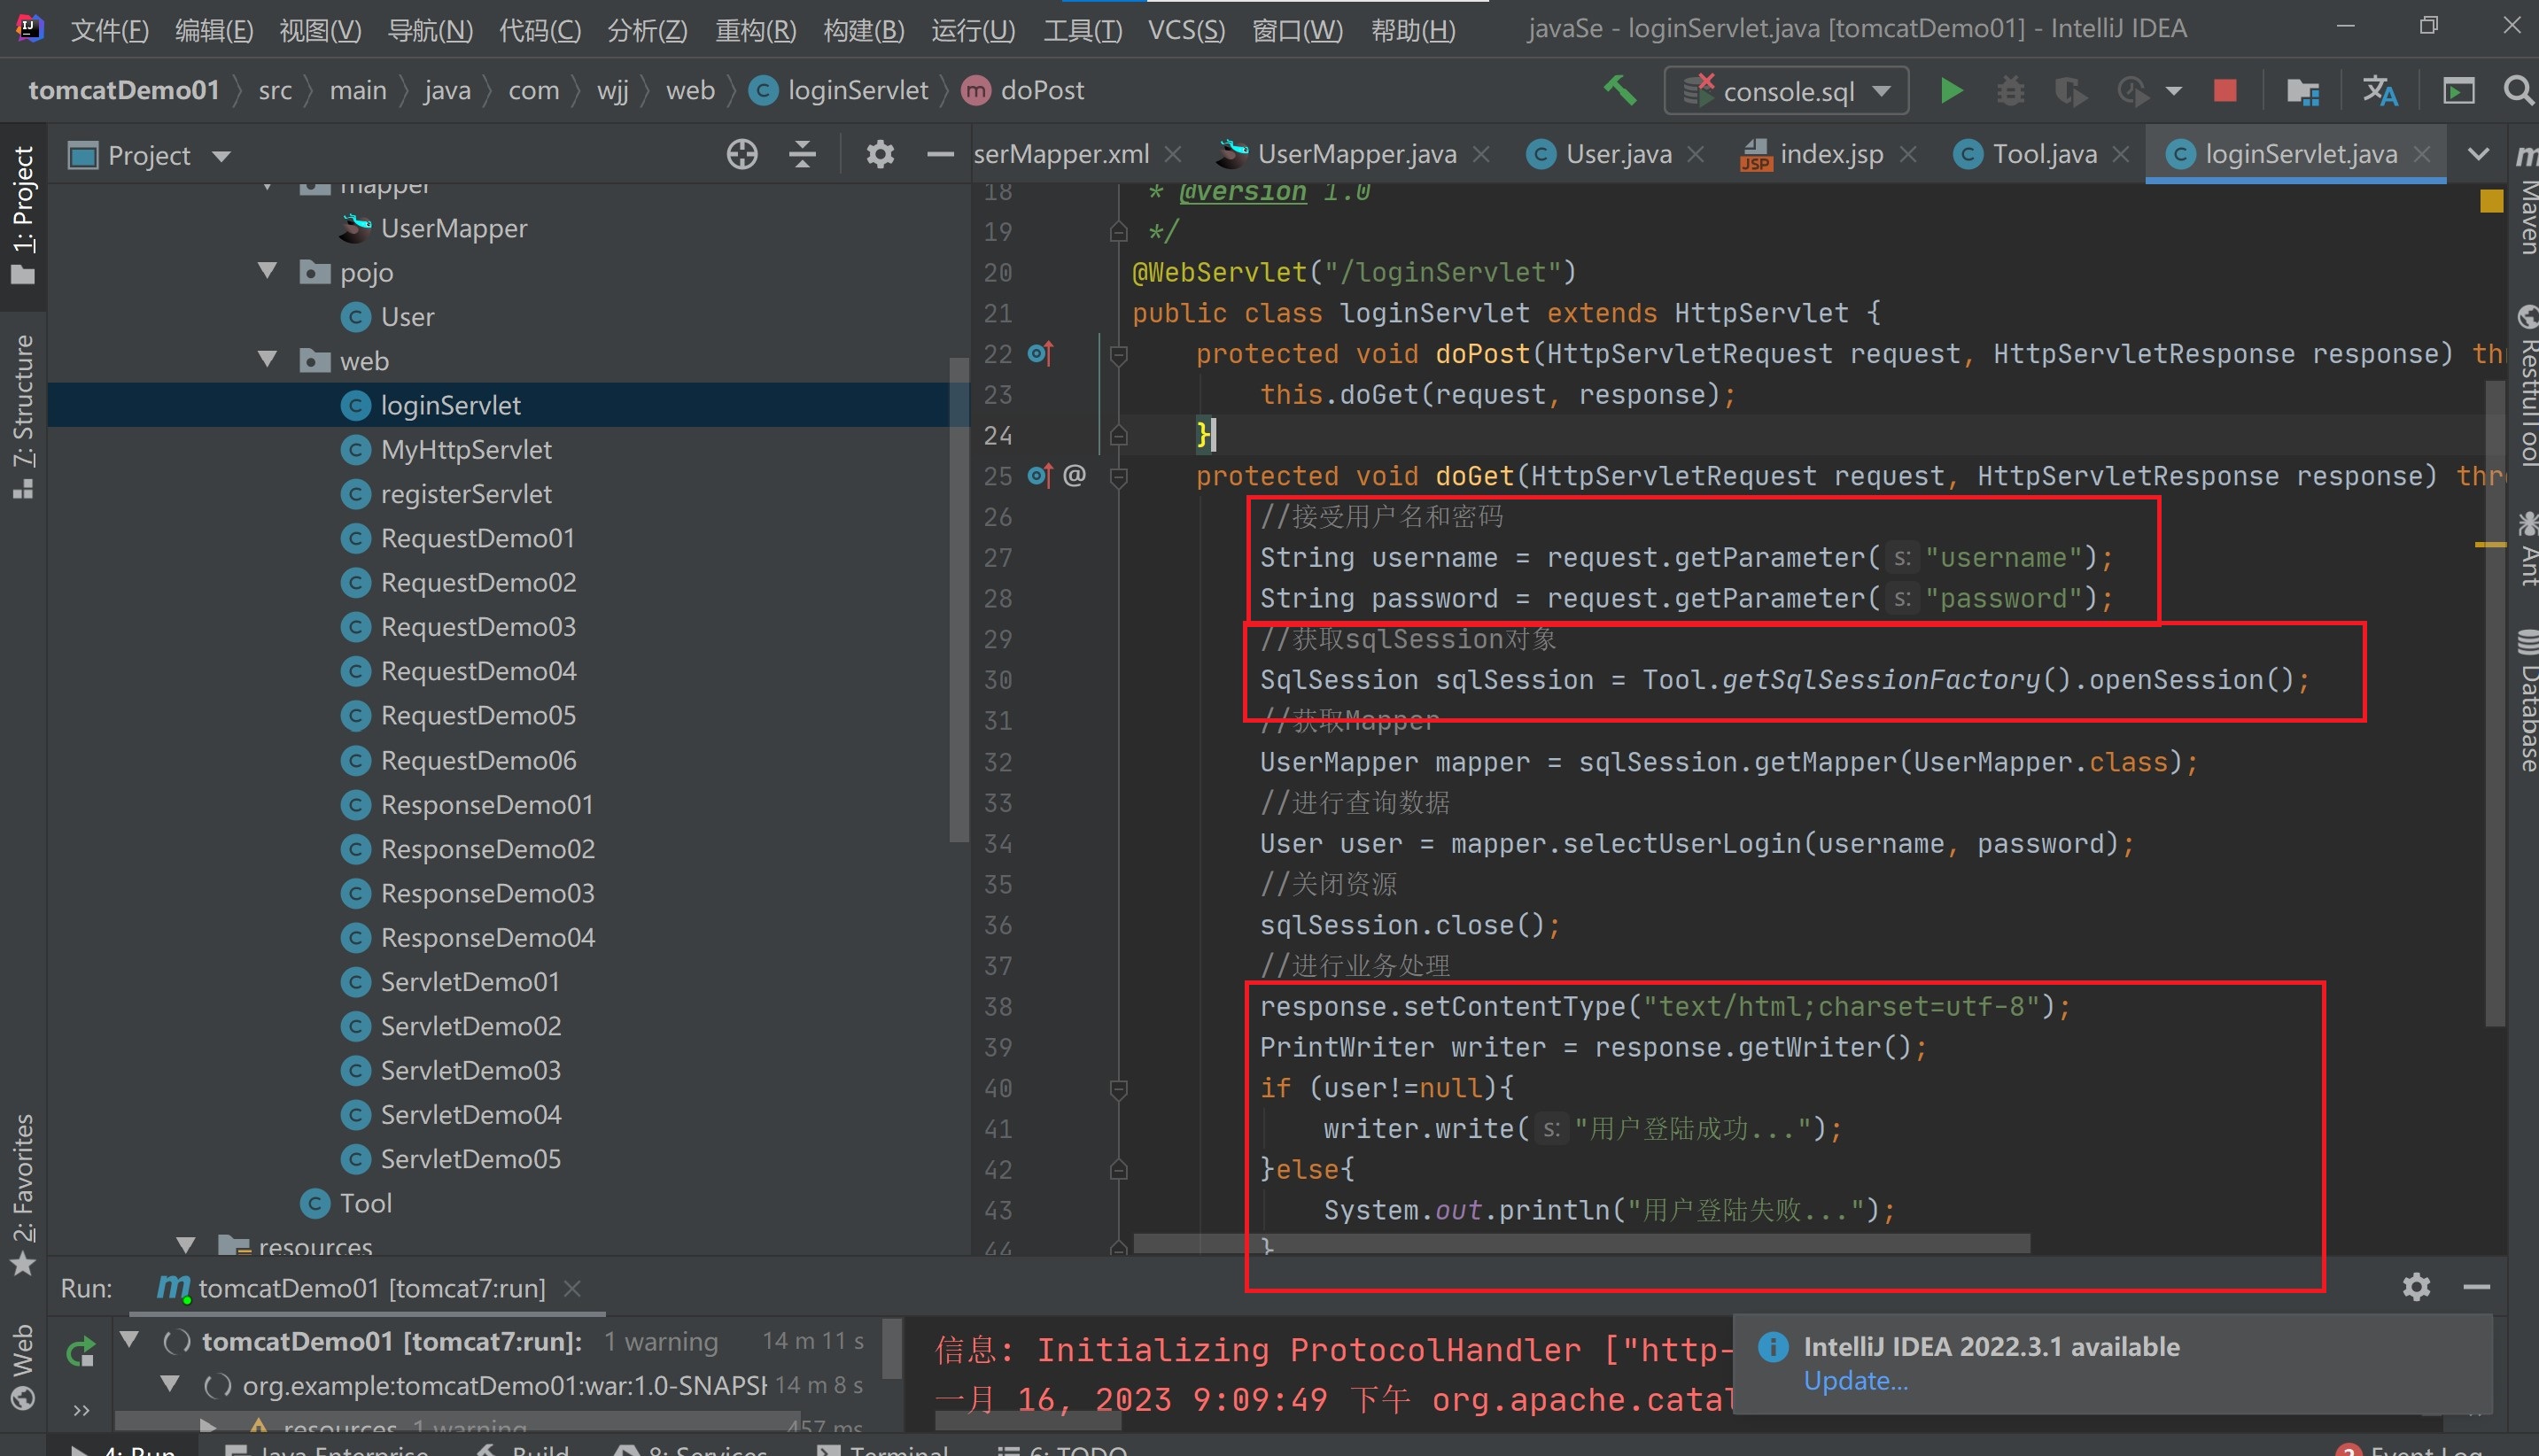 文件(F) 编辑(E) 视图(V) 导航(N) 代码(C) 分析(Z) 重构(R) 构建(B) 运行(U) 工具(T) VCS(S) 窗口(W) 帮助(H) javaSe - loginServlet.java [tomcatDemo01] - IntelliJ IDEA
tomcatDemo01 src main java com wjj web loginServlet doPost console.sql
Project serMapper.xml UserMapper.java User.java index.jsp Tool.java loginServlet.java
1: Project
7: Structure
2: Favorites
Web
mapper
UserMapper
pojo
User
web
loginServlet
MyHttpServlet
registerServlet
RequestDemo01
RequestDemo02
RequestDemo03
RequestDemo04
RequestDemo05
RequestDemo06
ResponseDemo01
ResponseDemo02
ResponseDemo03
ResponseDemo04
ServletDemo01
ServletDemo02
ServletDemo03
ServletDemo04
ServletDemo05
Tool
resources
18 * @version 1.0
19 */
20 @WebServlet("/loginServlet")
21 public class loginServlet extends HttpServlet {
22 protected void doPost(HttpServletRequest request, HttpServletResponse response) th
23 this.doGet(request, response);
24 }
25 @ protected void doGet(HttpServletRequest request, HttpServletResponse response) thr
26 //接受用户名和密码
27 String username = request.getParameter( s: "username");
28 String password = request.getParameter( s: "password");
29 //获取sqlSession对象
30 SqlSession sqlSession = Tool.getSqlSessionFactory().openSession();
31 //获取Mapper
32 UserMapper mapper = sqlSession.getMapper(UserMapper.class);
33 //进行查询数据
34 User user = mapper.selectUserLogin(username, password);
35 //关闭资源
36 sqlSession.close();
37 //进行业务处理
38 response.setContentType("text/html;charset=utf-8");
39 PrintWriter writer = response.getWriter();
40 if (user!=null){
41 writer.write( s: "用户登陆成功...");
42 }else{
43 System.out.println("用户登陆失败...");
44 }
Maven
RestfulTool
Ant
Database
Run: tomcatDemo01 [tomcat7:run]
tomcatDemo01 [tomcat7:run]: 1 warning 14 m 11 s
org.example:tomcatDemo01:war:1.0-SNAPSH 14 m 8 s
resources 1 warning 457 ms
信息: Initializing ProtocolHandler ["http-
一月 16, 2023 9:09:49 下午 org.apache.catal
IntelliJ IDEA 2022.3.1 available
Update...
4: Run Java Enterprise Build 8: Services Terminal 6: TODO 2 Event Log